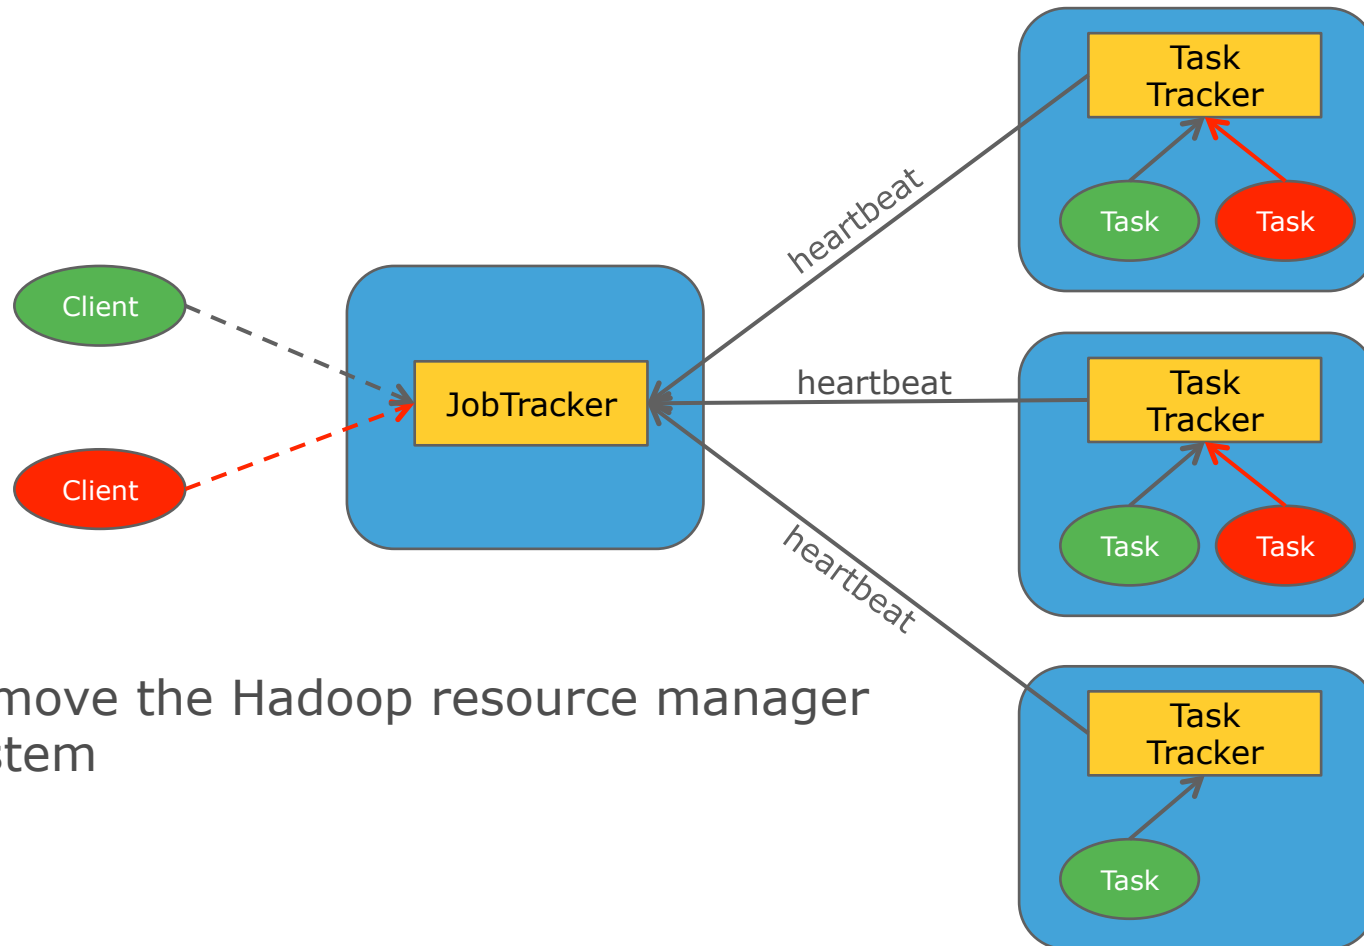 Task
Tracker
Task
Task
heartbeat
Client
JobTracker
heartbeat
Task
Tracker
Client
Task
Task
heartbeat
move the Hadoop resource manager
stem
Task
Tracker
Task